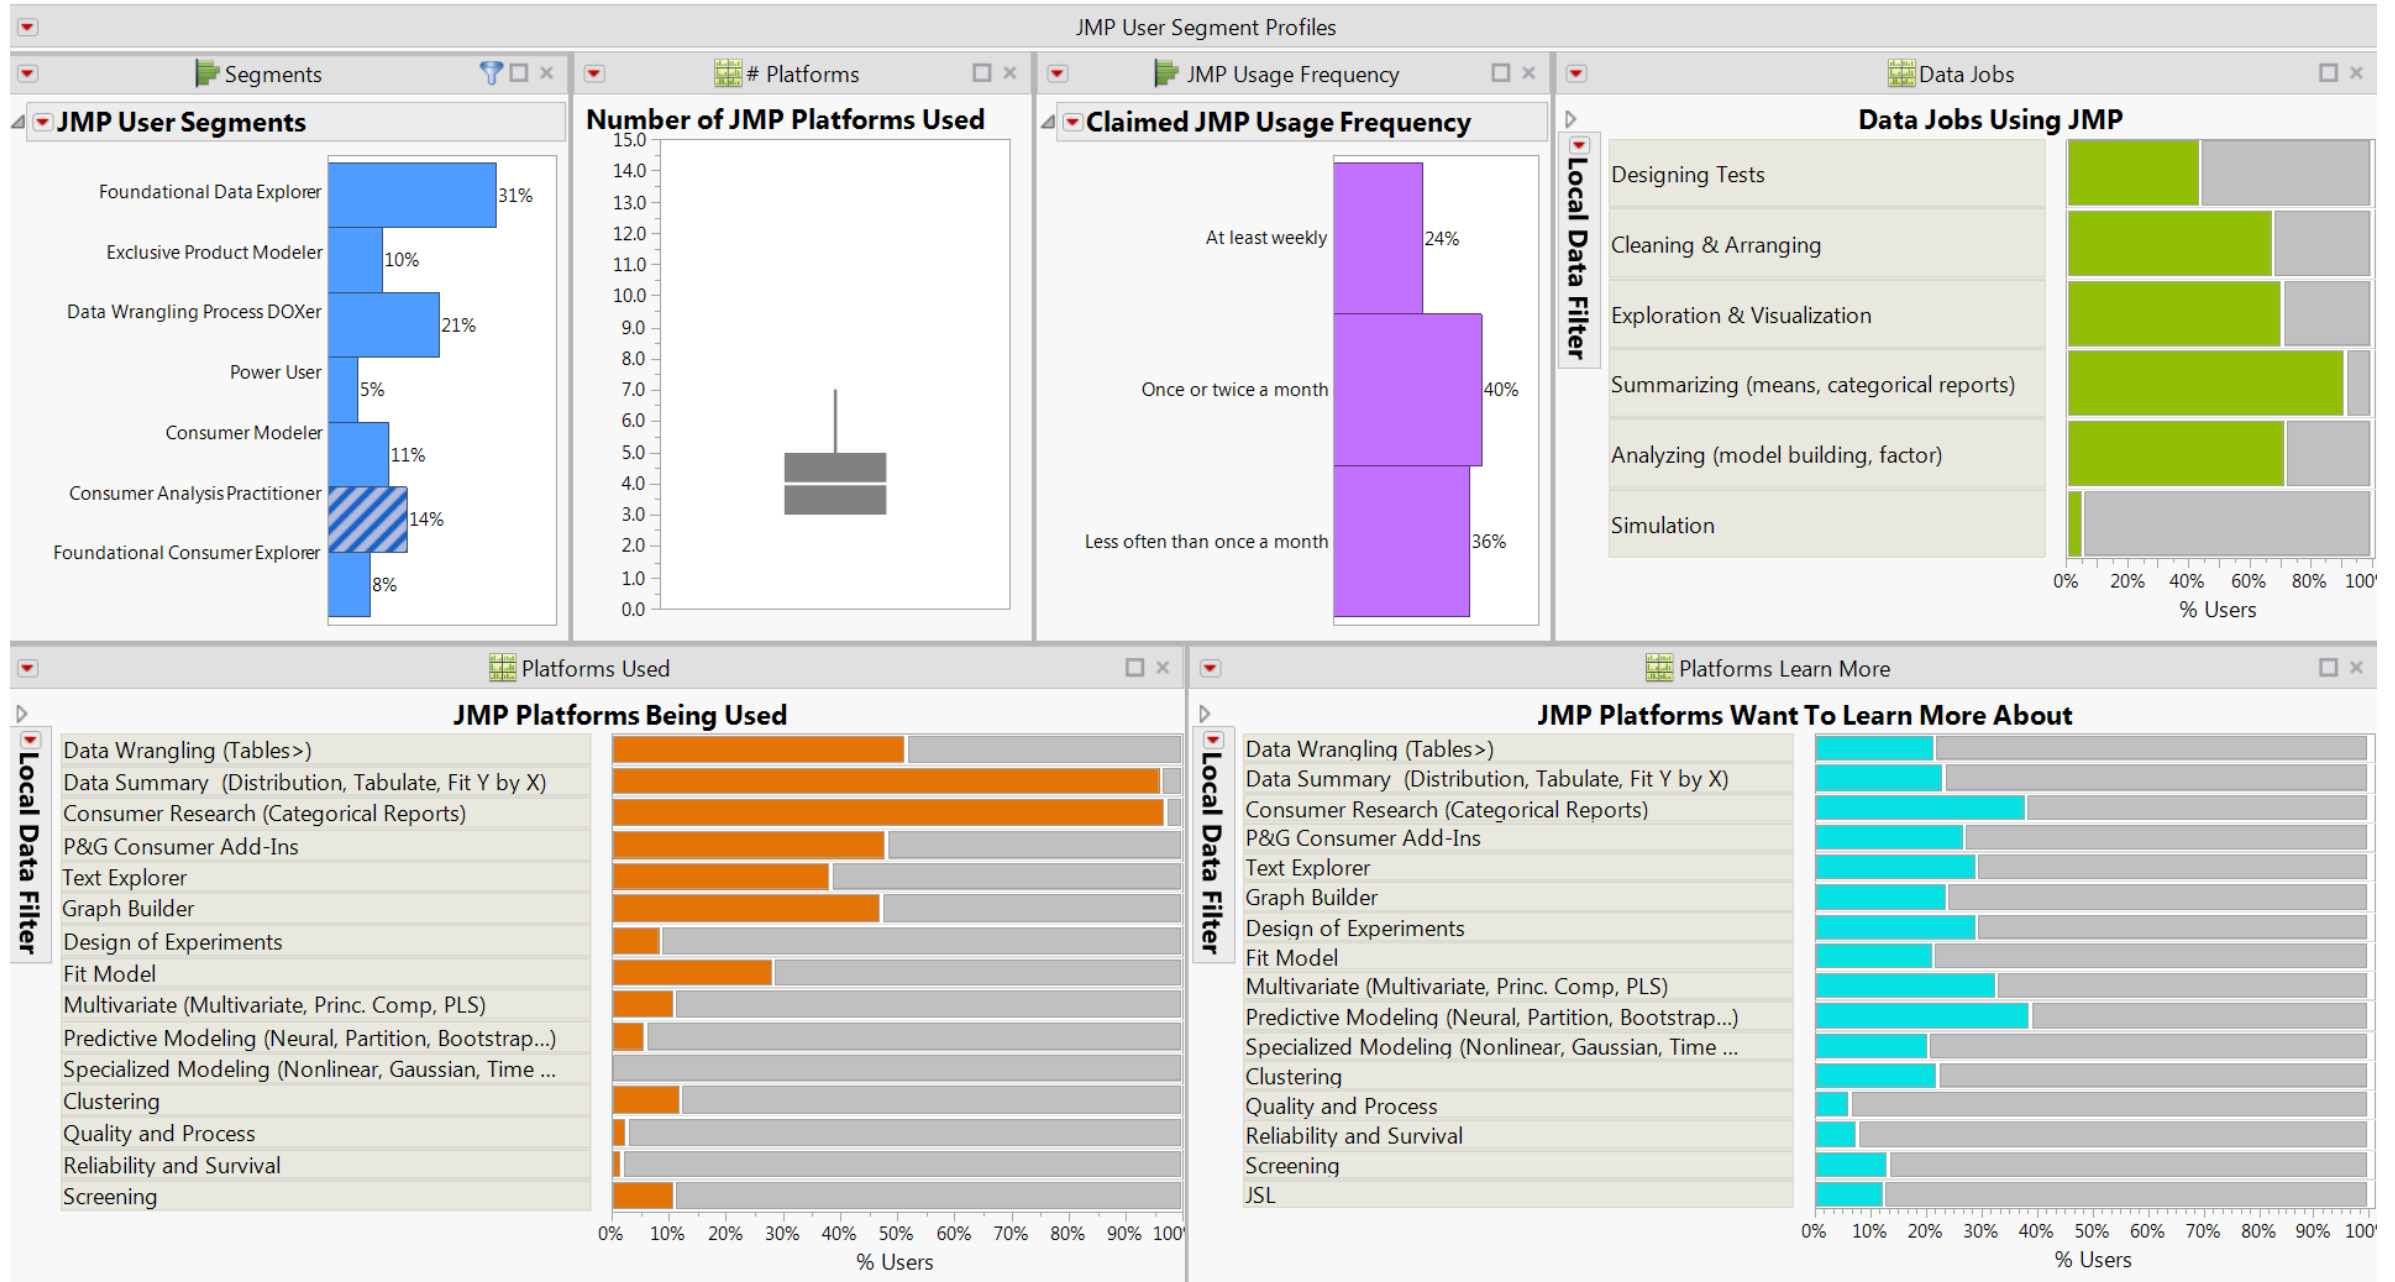 JMP User Segment Profiles
Segments
JMP User Segments
Foundational Data Explorer
31%
Exclusive Product Modeler
10%
Data Wrangling Process DOXer
21%
Power User
5%
Consumer Modeler
11%
Consumer Analysis Practitioner
14%
Foundational Consumer Explorer
8%
# Platforms
Number of JMP Platforms Used
15.0
14.0
13.0
12.0
11.0
10.0
9.0
8.0
7.0
6.0
5.0
4.0
3.0
2.0
1.0
0.0
JMP Usage Frequency
Claimed JMP Usage Frequency
At least weekly
24%
Once or twice a month
40%
Less often than once a month
36%
Data Jobs
Data Jobs Using JMP
Local Data Filter
Designing Tests
Cleaning & Arranging
Exploration & Visualization
Summarizing (means, categorical reports)
Analyzing (model building, factor)
Simulation
0% 20% 40% 60% 80% 100
% Users
Platforms Used
JMP Platforms Being Used
Local Data Filter
Data Wrangling (Tables>)
Data Summary (Distribution, Tabulate, Fit Y by X)
Consumer Research (Categorical Reports)
P&G Consumer Add-Ins
Text Explorer
Graph Builder
Design of Experiments
Fit Model
Multivariate (Multivariate, Princ. Comp, PLS)
Predictive Modeling (Neural, Partition, Bootstrap...)
Specialized Modeling (Nonlinear, Gaussian, Time ...
Clustering
Quality and Process
Reliability and Survival
Screening
0% 10% 20% 30% 40% 50% 60% 70% 80% 90% 100
% Users
Platforms Learn More
JMP Platforms Want To Learn More About
Local Data Filter
Data Wrangling (Tables>)
Data Summary (Distribution, Tabulate, Fit Y by X)
Consumer Research (Categorical Reports)
P&G Consumer Add-Ins
Text Explorer
Graph Builder
Design of Experiments
Fit Model
Multivariate (Multivariate, Princ. Comp, PLS)
Predictive Modeling (Neural, Partition, Bootstrap...)
Specialized Modeling (Nonlinear, Gaussian, Time ...
Clustering
Quality and Process
Reliability and Survival
Screening
JSL
0% 10% 20% 30% 40% 50% 60% 70% 80% 90% 100
% Users